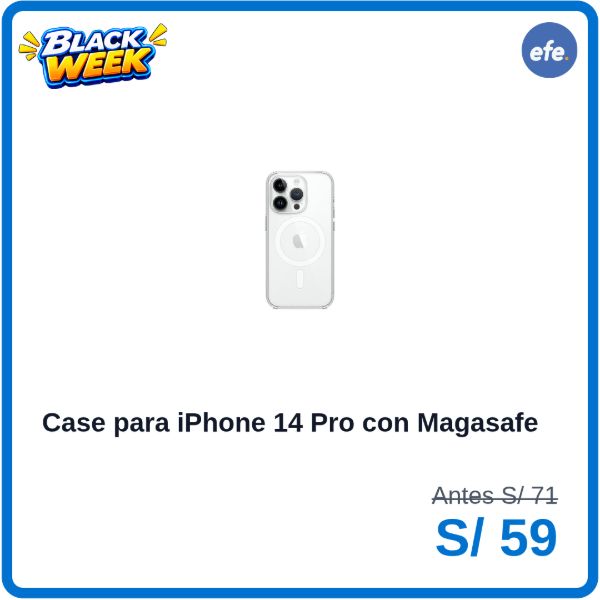 BLACK
WEEK
efe.
Case para iPhone 14 Pro con Magasafe
Antes S/ 71
S/ 59